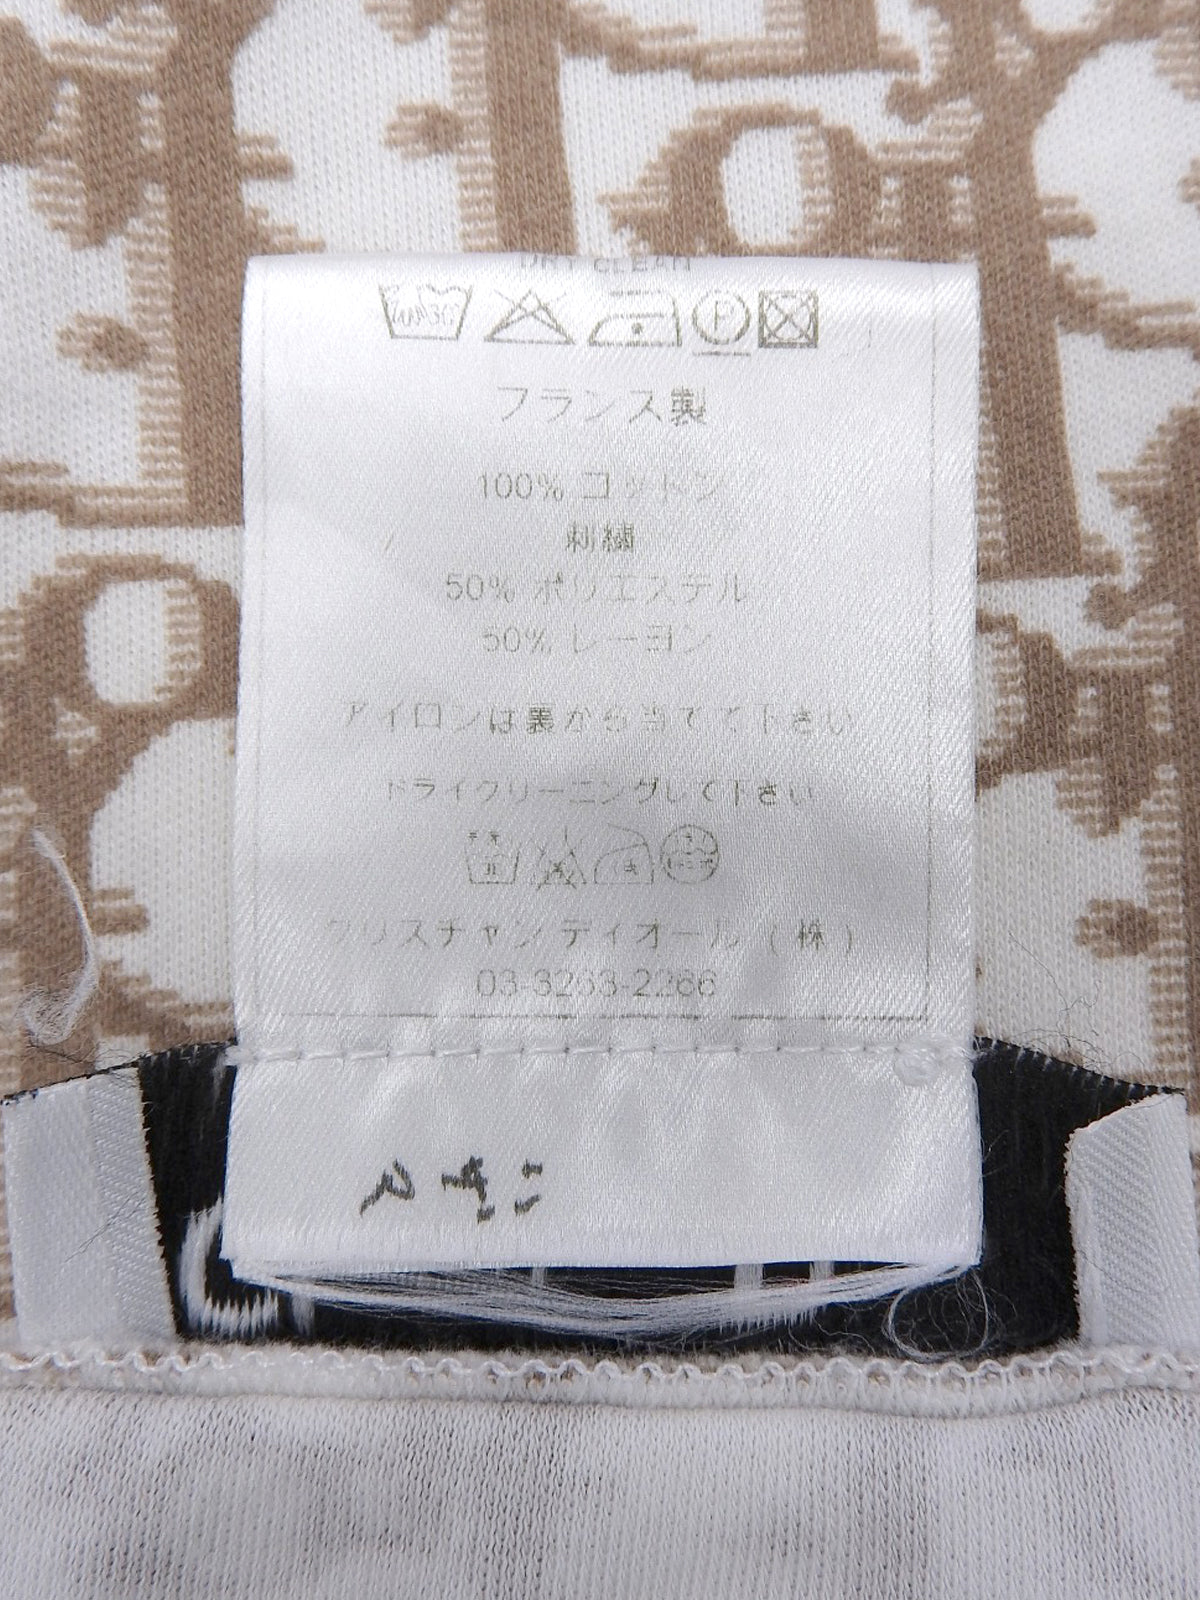 DRY CLEAN
P
フランス製
100% コットン
刺繍
50% ポリエステル
50% レーヨン
アイロンは裏から当てて下さい
ドライクリーニングして下さい
クリスチャン ディオール (株)
03-3263-2266